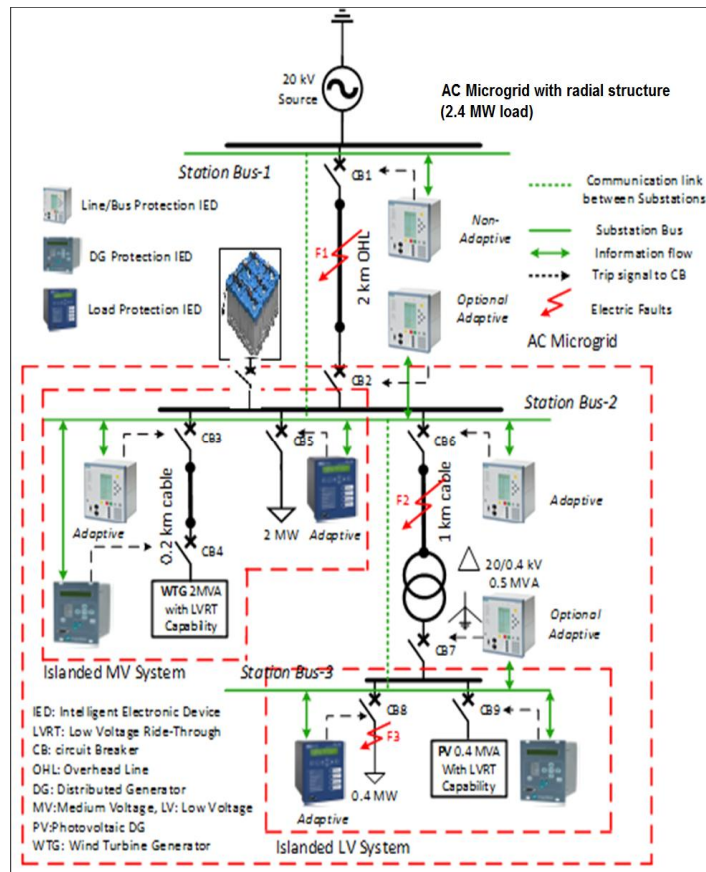 20 kV
Source
AC Microgrid with radial structure
(2.4 MW load)
Station Bus-1
CB1
Line/Bus Protection IED
DG Protection IED
Load Protection IED
F1
2 km OHL
Non-
Adaptive
Optional
Adaptive
Communication link
between Substations
Substation Bus
Information flow
Trip signal to CB
Electric Faults
AC Microgrid
CB2
Station Bus-2
CB3
CB5
CB6
Adaptive
0.2 km cable
2 MW
Adaptive
F2
1 km cable
Adaptive
CB4
WTG 2MVA
with LVRT
Capability
20/0.4 kV
0.5 MVA
Optional
Adaptive
CB7
Islanded MV System
Station Bus-3
CB8
CB9
F3
PV 0.4 MVA
With LVRT
Capability
0.4 MW
Adaptive
Islanded LV System
IED: Intelligent Electronic Device
LVRT: Low Voltage Ride-Through
CB: circuit Breaker
OHL: Overhead Line
DG: Distributed Generator
MV:Medium Voltage, LV: Low Voltage
PV:Photovoltaic DG
WTG: Wind Turbine Generator